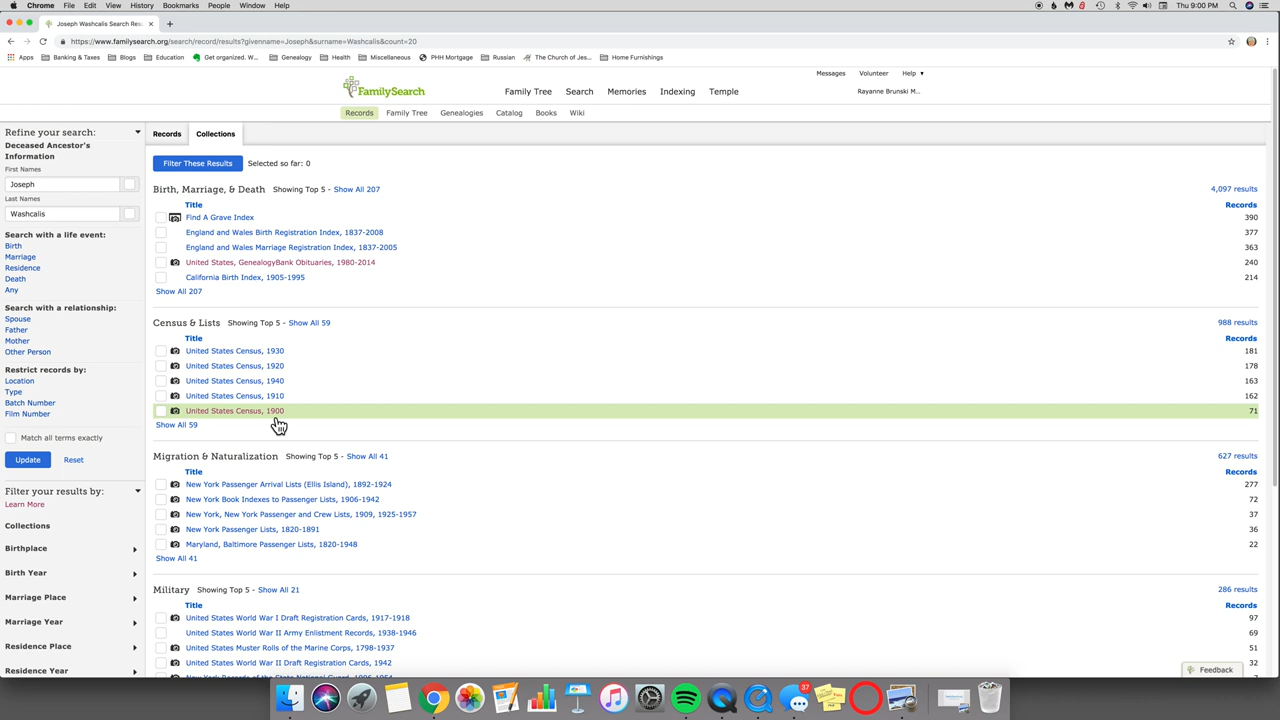 Chrome File Edit View History Bookmarks People Window Help Thu 9:00 PM
Joseph Washcalis Search Resu
https://www.familysearch.org/search/record/results?givenname=Joseph&surname=Washcalis&count=20
Apps Banking & Taxes Blogs Education Get organized. W... Genealogy Health Miscellaneous PHH Mortgage Russian The Church of Jes... Home Furnishings
Messages Volunteer Help
FamilySearch Family Tree Search Memories Indexing Temple Rayanne Brunski M...
Records Family Tree Genealogies Catalog Books Wiki
Refine your search:
Deceased Ancestor's
Information
First Names
Joseph
Last Names
Washcalis
Search with a life event:
Birth
Marriage
Residence
Death
Any
Search with a relationship:
Spouse
Father
Mother
Other Person
Restrict records by:
Location
Type
Batch Number
Film Number
Match all terms exactly
Update Reset
Filter your results by:
Learn More
Collections
Birthplace
Birth Year
Marriage Place
Marriage Year
Residence Place
Residence Year
Records Collections
Filter These Results Selected so far: 0
Birth, Marriage, & Death Showing Top 5 - Show All 207 4,097 results
Title Records
Find A Grave Index 390
England and Wales Birth Registration Index, 1837-2008 377
England and Wales Marriage Registration Index, 1837-2005 363
United States, GenealogyBank Obituaries, 1980-2014 240
California Birth Index, 1905-1995 214
Show All 207
Census & Lists Showing Top 5 - Show All 59 988 results
Title Records
United States Census, 1930 181
United States Census, 1920 178
United States Census, 1940 163
United States Census, 1910 162
United States Census, 1900 71
Show All 59
Migration & Naturalization Showing Top 5 - Show All 41 627 results
Title Records
New York Passenger Arrival Lists (Ellis Island), 1892-1924 277
New York Book Indexes to Passenger Lists, 1906-1942 72
New York, New York Passenger and Crew Lists, 1909, 1925-1957 37
New York Passenger Lists, 1820-1891 36
Maryland, Baltimore Passenger Lists, 1820-1948 22
Show All 41
Military Showing Top 5 - Show All 21 286 results
Title Records
United States World War I Draft Registration Cards, 1917-1918 97
United States World War II Army Enlistment Records, 1938-1946 69
United States Muster Rolls of the Marine Corps, 1798-1937 51
United States World War II Draft Registration Cards, 1942 32
Feedback
37